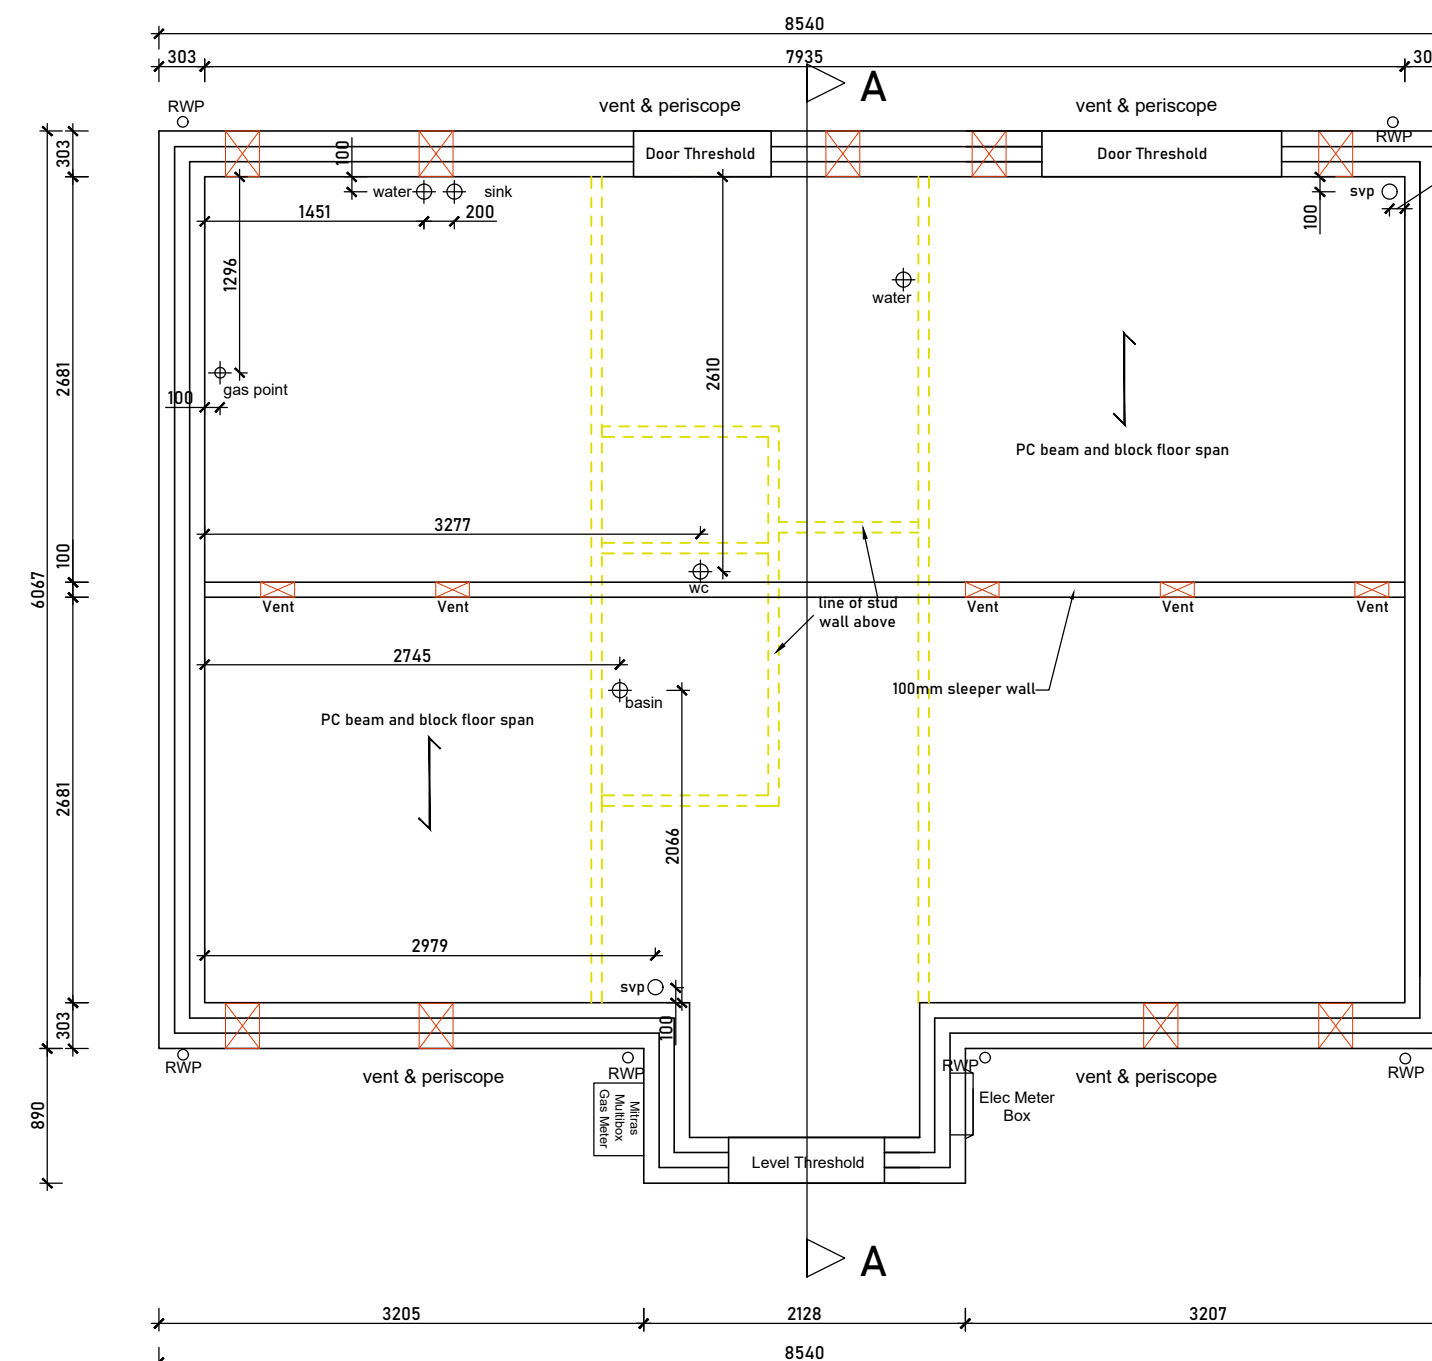 8540
303
7935
30
A
vent & periscope
vent & periscope
RWP
RWP
303
100
Door Threshold
Door Threshold
water
sink
svp
1451
200
100
1296
water
2681
2610
gas point
100
PC beam and block floor span
3277
100
6067
wc
Vent
Vent
line of stud
wall above
Vent
Vent
Vent
2745
100mm sleeper wall
basin
PC beam and block floor span
2681
2066
2979
svp
100
303
RWP
RWP
RWP
RWP
vent & periscope
vent & periscope
Mitras
Multibox
Gas Meter
Elec Meter
Box
890
Level Threshold
A
3205
2128
3207
8540